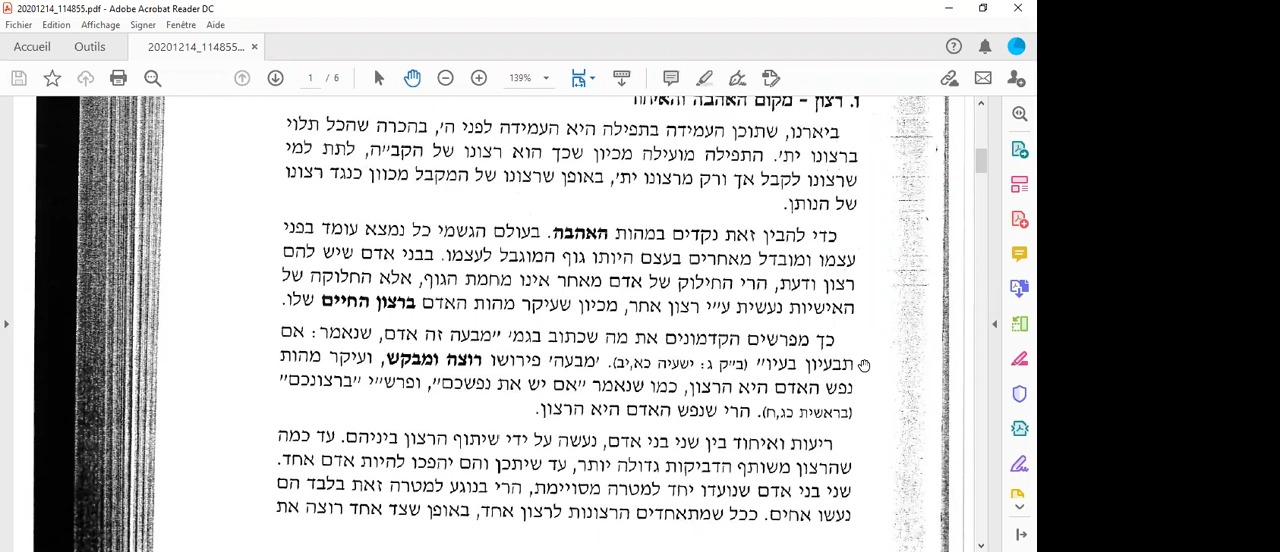 20201214_114855.pdf - Adobe Acrobat Reader DC
Fichier Edition Affichage Signer Fenêtre Aide
Accueil Outils 20201214_114855... ×
1 / 6 139%
ו. רצון – מקום האהבה והאיחוד
ביארנו, שתוכן העמידה בתפילה היא העמידה לפני ה', בהכרה שהכל תלוי
ברצונו ית'. התפילה מועילה מכיון שכך הוא רצונו של הקב"ה, לתת למי
שרצונו לקבל אך ורק מרצונו ית', באופן שרצונו של המקבל מכוון כנגד רצונו
של הנותן.
כדי להבין זאת נקדים במהות האהבה. בעולם הגשמי כל נמצא עומד בפני
עצמו ומובדל מאחרים בעצם היותו גוף המוגבל לעצמו. בבני אדם שיש להם
רצון ודעת, הרי החילוק של אדם מאחר אינו מחמת הגוף, אלא החלוקה של
האישיות נעשית ע"י רצון אחר, מכיון שעיקר מהות האדם ברצון החיים שלו.
כך מפרשים הקדמונים את מה שכתוב בגמ' "מבעה זה אדם, שנאמר: אם
תבעיון בעיו" (ב"ק ג: ישעיה כא,יב). 'מבעה' פירושו רוצה ומבקש, ועיקר מהות
נפש האדם היא הרצון, כמו שנאמר "אם יש את נפשכם", ופרש"י "ברצונכם"
(בראשית כג,ח). הרי שנפש האדם היא הרצון.
ריעות ואיחוד בין שני בני אדם, נעשה על ידי שיתוף הרצון ביניהם. עד כמה
שהרצון משותף הדביקות גדולה יותר, עד שיתכן והם יהפכו להיות אדם אחד.
שני בני אדם שנועדו יחד למטרה מסויימת, הרי בנוגע למטרה זאת בלבד הם
נעשו אחים. ככל שמתאחדים הרצונות לרצון אחד, באופן שצד אחד רוצה את